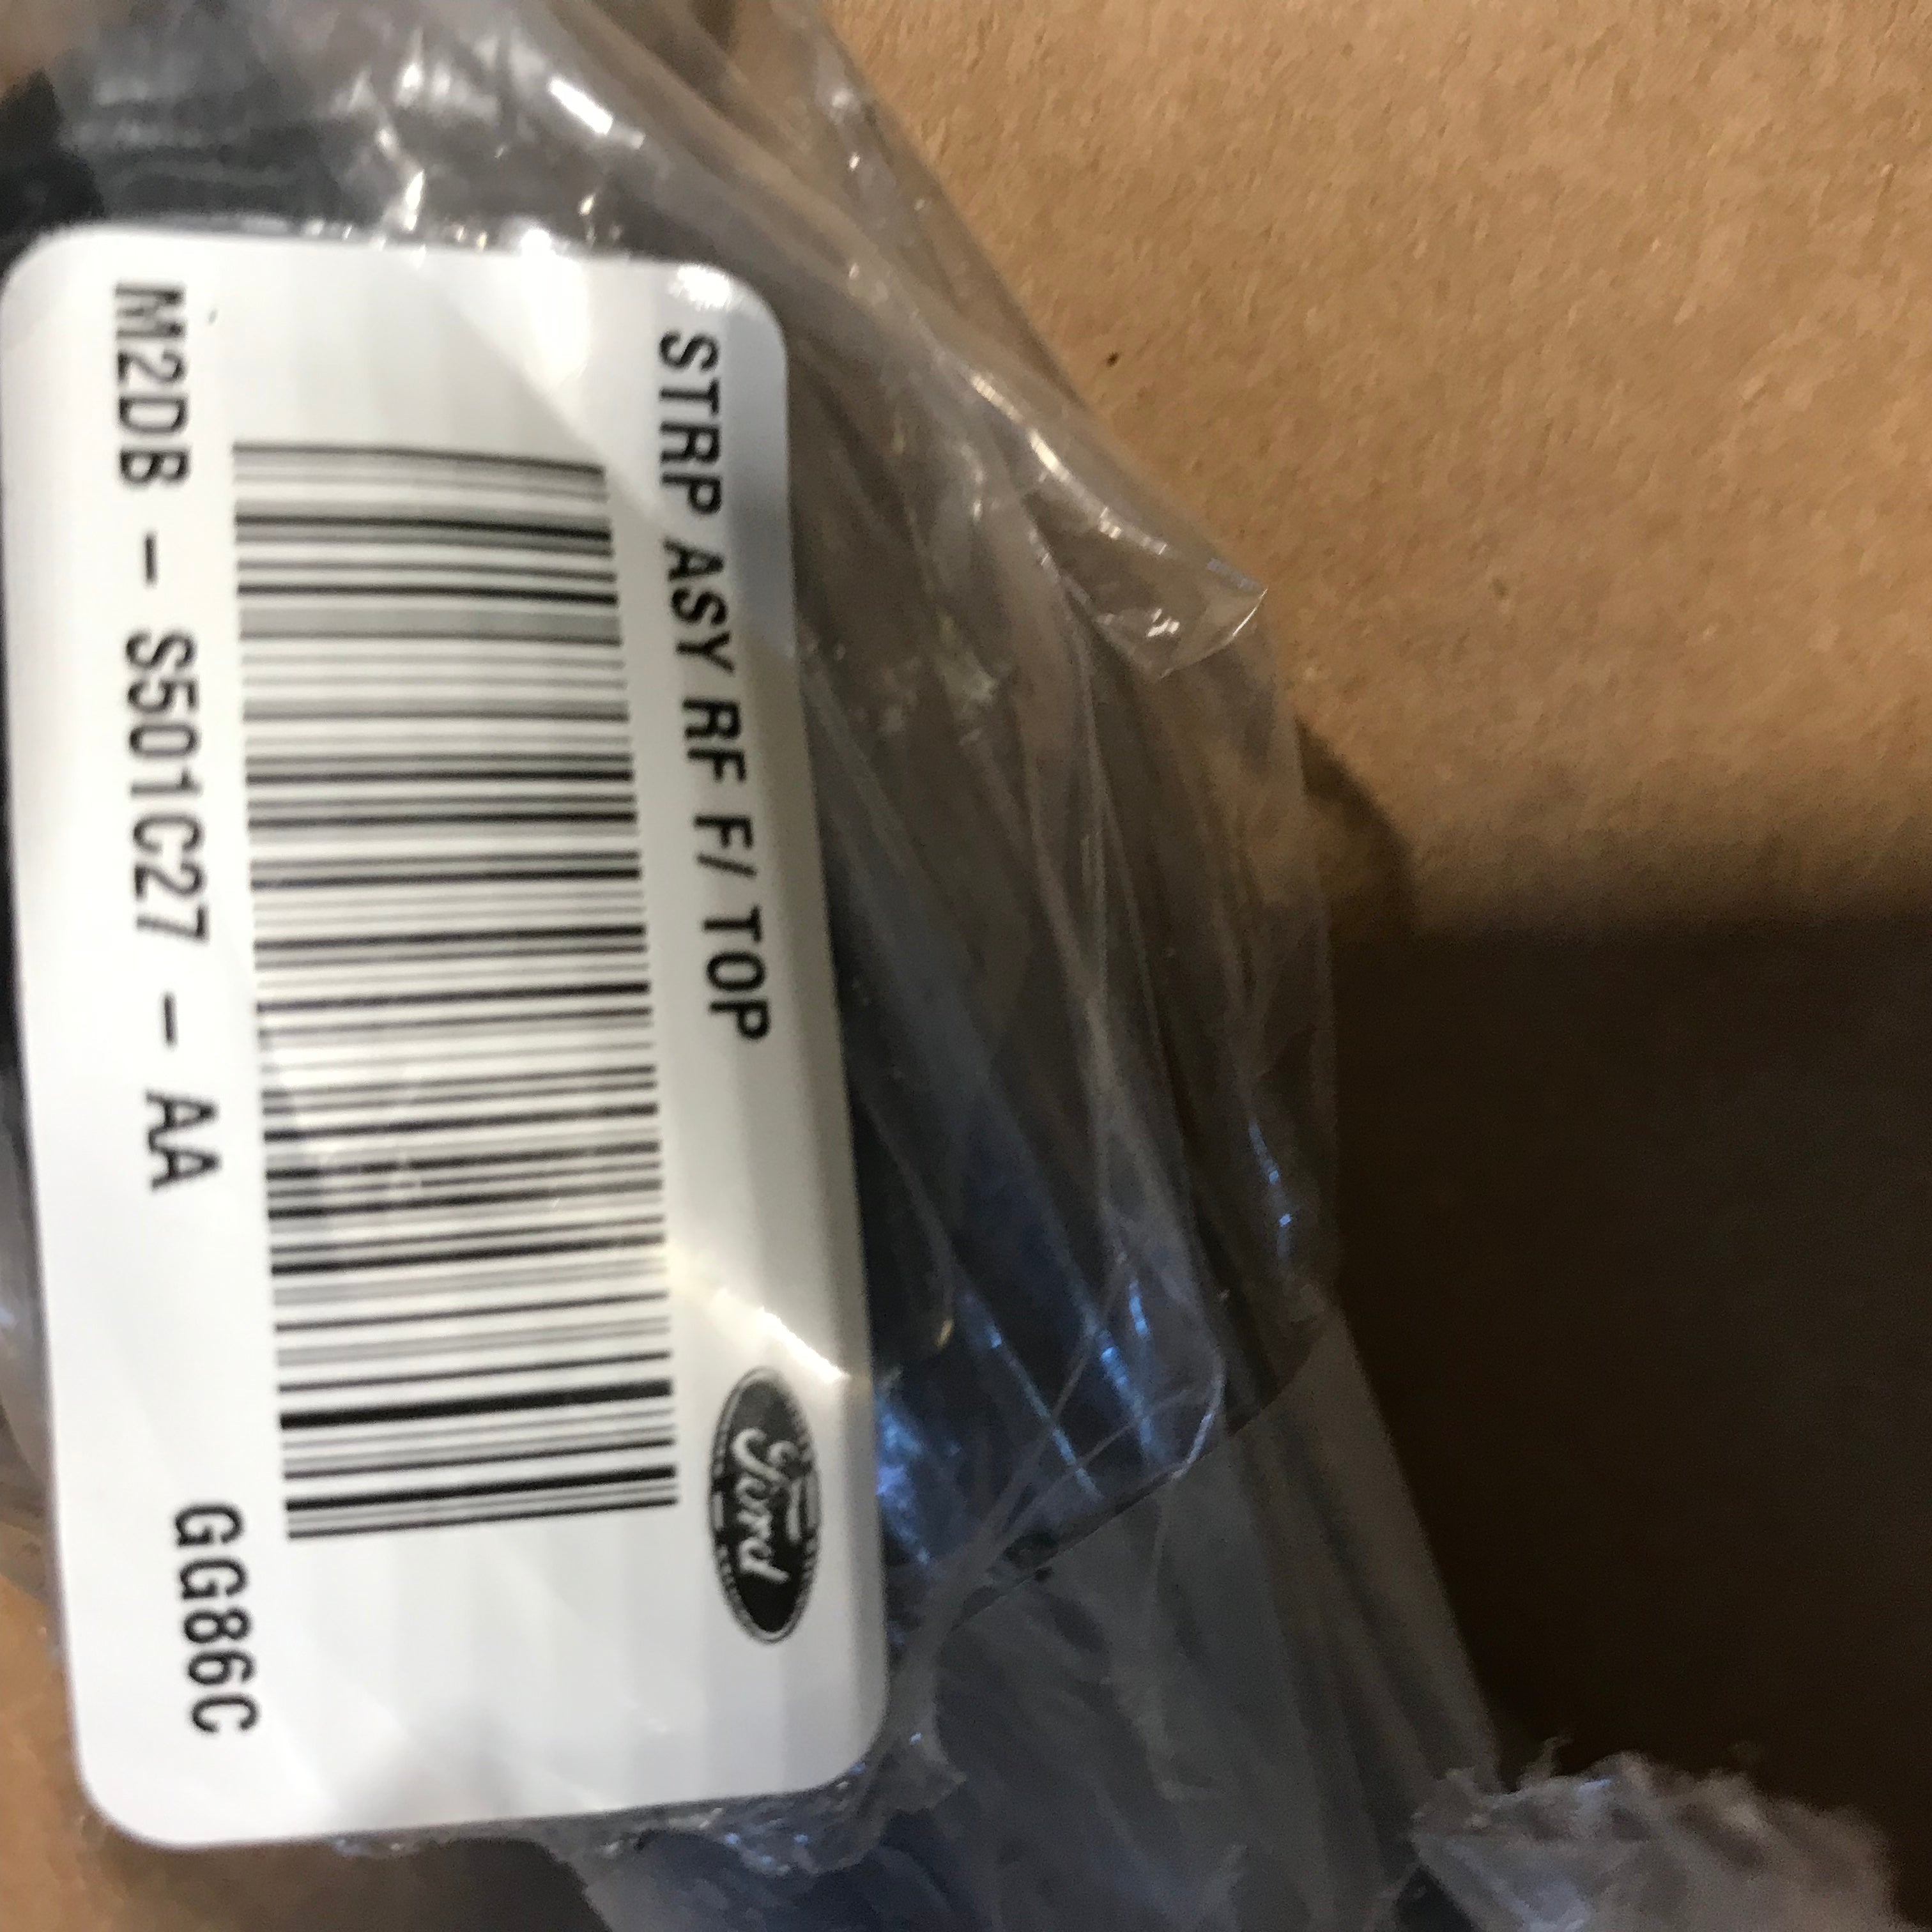 STRP ASY RF F/ TOP
Ford
M2DB - S501C27 - AA GG86C